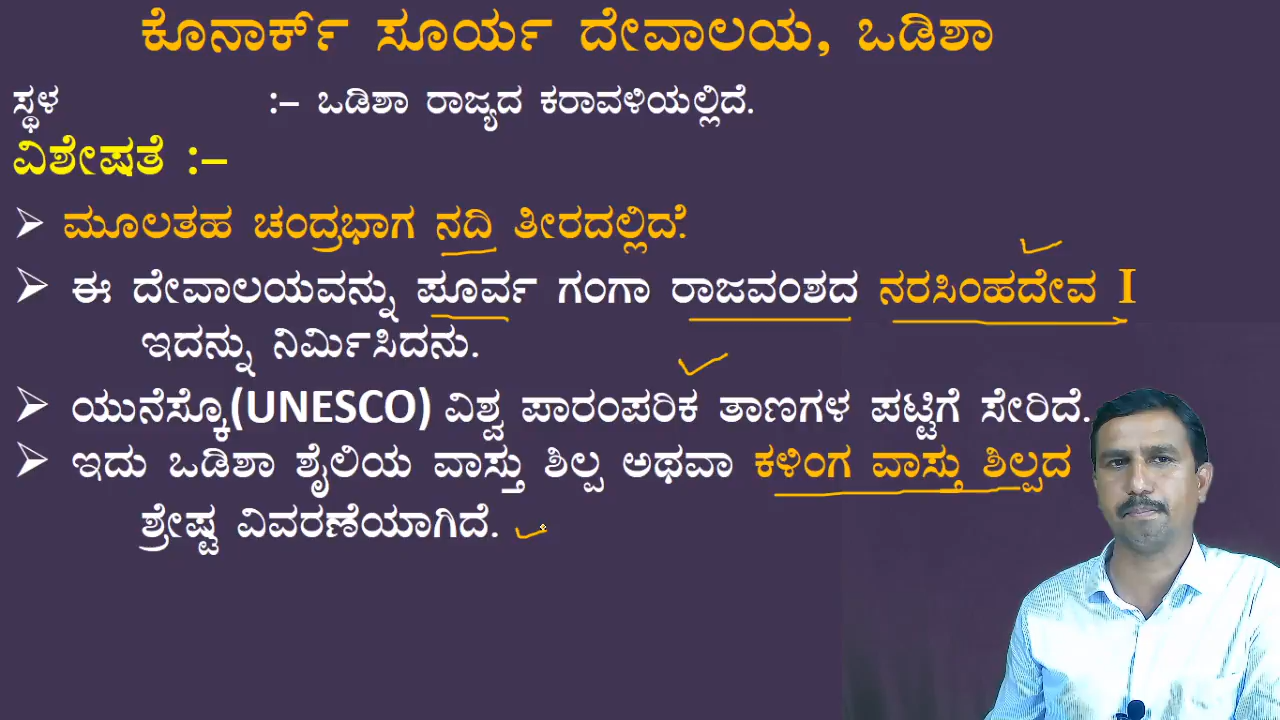 ಕೊನಾರ್ಕ್ ಸೂರ್ಯ ದೇವಾಲಯ, ಒಡಿಶಾ
ಸ್ಥಳ :– ಒಡಿಶಾ ರಾಜ್ಯದ ಕರಾವಳಿಯಲ್ಲಿದೆ.
ವಿಶೇಷತೆ :–
➢ ಮೂಲತಹ ಚಂದ್ರಭಾಗ ನದಿ ತೀರದಲ್ಲಿದೆ.
➢ ಈ ದೇವಾಲಯವನ್ನು ಪೂರ್ವ ಗಂಗಾ ರಾಜವಂಶದ ನರಸಿಂಹದೇವ I
ಇದನ್ನು ನಿರ್ಮಿಸಿದನು.
➢ ಯುನೆಸ್ಕೊ(UNESCO) ವಿಶ್ವ ಪಾರಂಪರಿಕ ತಾಣಗಳ ಪಟ್ಟಿಗೆ ಸೇರಿದೆ.
➢ ಇದು ಒಡಿಶಾ ಶೈಲಿಯ ವಾಸ್ತು ಶಿಲ್ಪ ಅಥವಾ ಕಳಿಂಗ ವಾಸ್ತು ಶಿಲ್ಪದ
ಶ್ರೇಷ್ಟ ವಿವರಣೆಯಾಗಿದೆ.